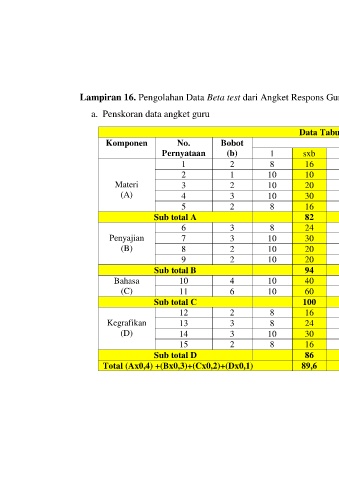 Lampiran 16. Pengolahan Data Beta test dari Angket Respons
a. Penskoran data angket guru
Data
Komponen No. Pernyataan Bobot (b)
1 sxb
Materi (A)
1 2 8 16
2 1 10 10
3 2 10 20
4 3 10 30
5 2 8 16
Sub total A 82
Penyajian (B)
6 3 8 24
7 3 10 30
8 2 10 20
9 2 10 20
Sub total B 94
Bahasa (C)
10 4 10 40
11 6 10 60
Sub total C 100
Kegrafikan (D)
12 2 8 16
13 3 8 24
14 3 10 30
15 2 8 16
Sub total D 86
Total (Ax0,4) +(Bx0,3)+(Cx0,2)+(Dx0,1) 89,6